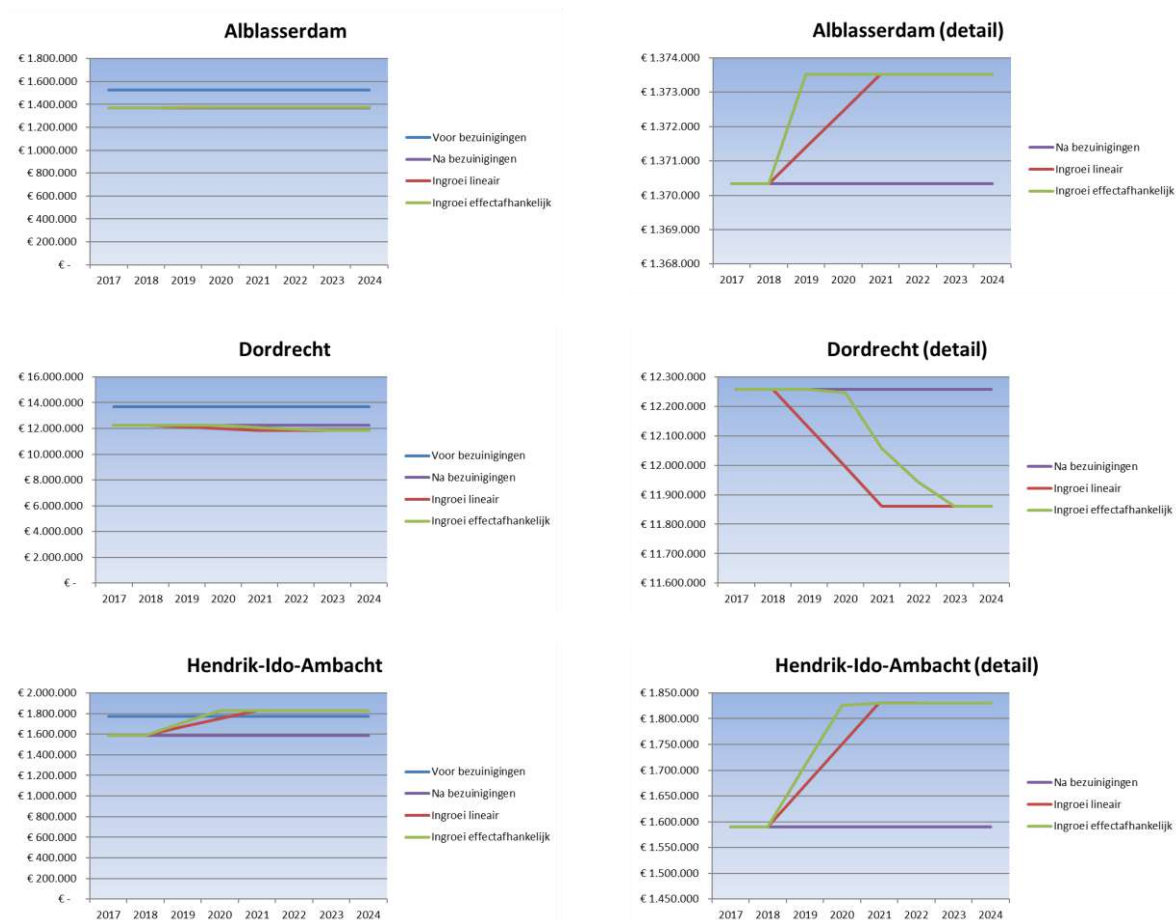 Alblasserdam
€ 1.800.000
€ 1.600.000
€ 1.400.000
€ 1.200.000
€ 1.000.000
€ 800.000
€ 600.000
€ 400.000
€ 200.000
€ -
2017 2018 2019 2020 2021 2022 2023 2024
Voor bezuinigingen
Na bezuinigingen
Ingroei lineair
Ingroei effectafhankelijk
Alblasserdam (detail)
€ 1.374.000
€ 1.373.000
€ 1.372.000
€ 1.371.000
€ 1.370.000
€ 1.369.000
€ 1.368.000
2017 2018 2019 2020 2021 2022 2023 2024
Na bezuinigingen
Ingroei lineair
Ingroei effectafhankelijk
Dordrecht
€ 16.000.000
€ 14.000.000
€ 12.000.000
€ 10.000.000
€ 8.000.000
€ 6.000.000
€ 4.000.000
€ 2.000.000
€ -
2017 2018 2019 2020 2021 2022 2023 2024
Voor bezuinigingen
Na bezuinigingen
Ingroei lineair
Ingroei effectafhankelijk
Dordrecht (detail)
€ 12.300.000
€ 12.200.000
€ 12.100.000
€ 12.000.000
€ 11.900.000
€ 11.800.000
€ 11.700.000
€ 11.600.000
2017 2018 2019 2020 2021 2022 2023 2024
Na bezuinigingen
Ingroei lineair
Ingroei effectafhankelijk
Hendrik-Ido-Ambacht
€ 2.000.000
€ 1.800.000
€ 1.600.000
€ 1.400.000
€ 1.200.000
€ 1.000.000
€ 800.000
€ 600.000
€ 400.000
€ 200.000
€ -
2017 2018 2019 2020 2021 2022 2023 2024
Voor bezuinigingen
Na bezuinigingen
Ingroei lineair
Ingroei effectafhankelijk
Hendrik-Ido-Ambacht (detail)
€ 1.850.000
€ 1.800.000
€ 1.750.000
€ 1.700.000
€ 1.650.000
€ 1.600.000
€ 1.550.000
€ 1.500.000
€ 1.450.000
2017 2018 2019 2020 2021 2022 2023 2024
Na bezuinigingen
Ingroei lineair
Ingroei effectafhankelijk